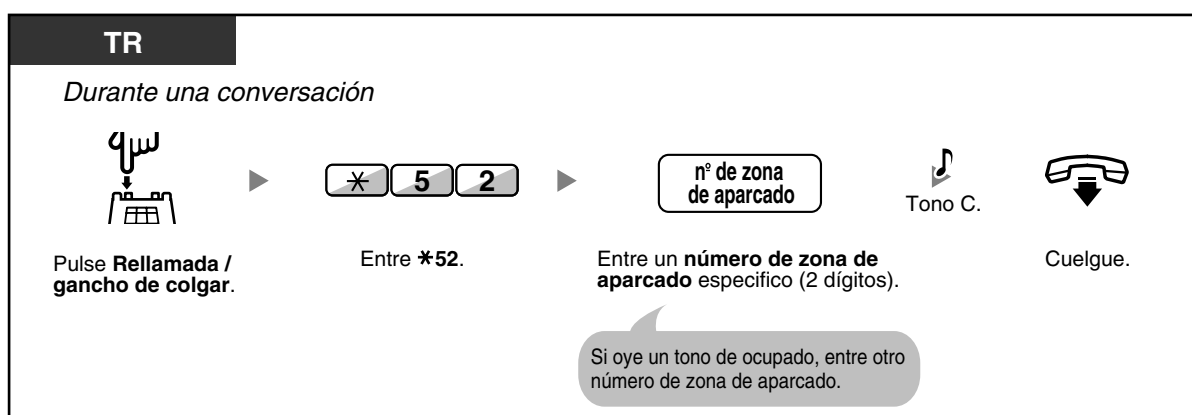 TR
Durante una conversación
5 2
nº de zona
de aparcado
Tono C.
Pulse Rellamada /
gancho de colgar.
Entre *52.
Entre un número de zona de
aparcado especifico (2 dígitos).
Cuelgue.
Si oye un tono de ocupado, entre otro
número de zona de aparcado.